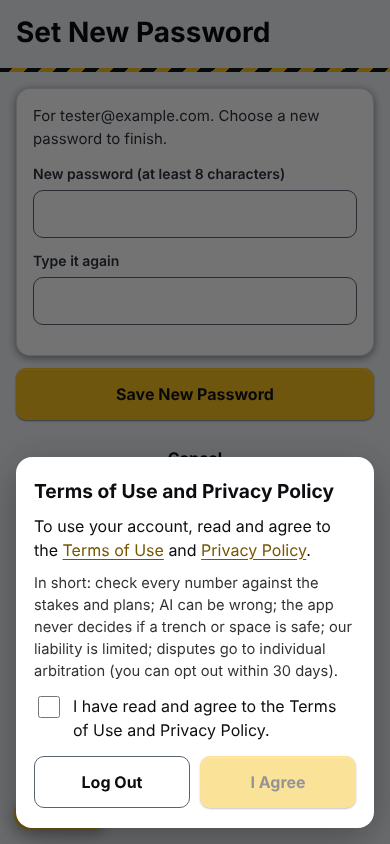 Set New Password
For tester@example.com. Choose a new
password to finish.
New password (at least 8 characters)
Type it again
Save New Password
Cancel
Terms of Use and Privacy Policy
To use your account, read and agree to
the Terms of Use and Privacy Policy.
In short: check every number against the
stakes and plans; AI can be wrong; the app
never decides if a trench or space is safe; our
liability is limited; disputes go to individual
arbitration (you can opt out within 30 days).
I have read and agree to the Terms
of Use and Privacy Policy.
Log Out
I Agree